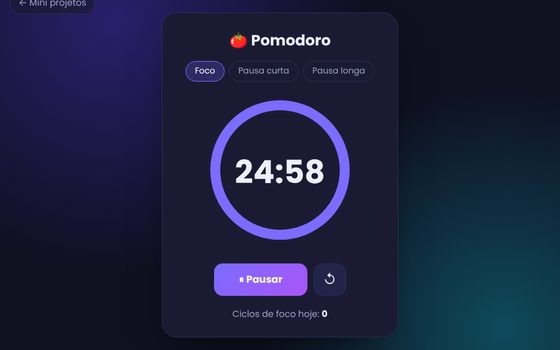 ← Mini projetos
🍅 Pomodoro
Foco Pausa curta Pausa longa
24:58
⏸ Pausar
Ciclos de foco hoje: 0